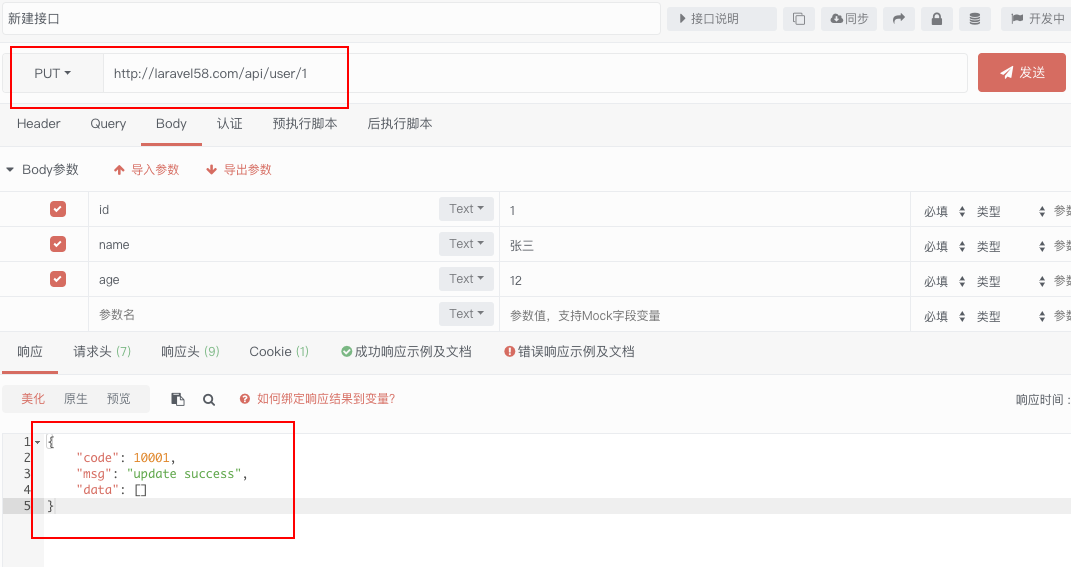 新建接口 接口说明 同步 开发中
PUT http://laravel58.com/api/user/1 发送
Header Query Body 认证 预执行脚本 后执行脚本
Body参数 导入参数 导出参数
id Text 1 必填 类型 参数
name Text 张三 必填 类型 参数
age Text 12 必填 类型 参数
参数名 Text 参数值，支持Mock字段变量 必填 类型 参数
响应 请求头 (7) 响应头 (9) Cookie (1) 成功响应示例及文档 错误响应示例及文档
美化 原生 预览 如何绑定响应结果到变量? 响应时间：
1 {
2 "code": 10001,
3 "msg": "update success",
4 "data": []
5 }